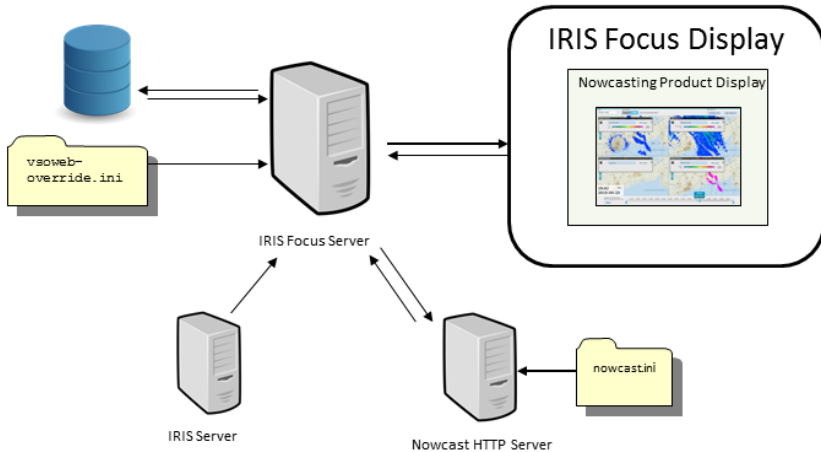 IRIS Focus Display
Nowcasting Product Display
vsoweb-
override.ini
IRIS Focus Server
nowcast.ini
IRIS Server
Nowcast HTTP Server